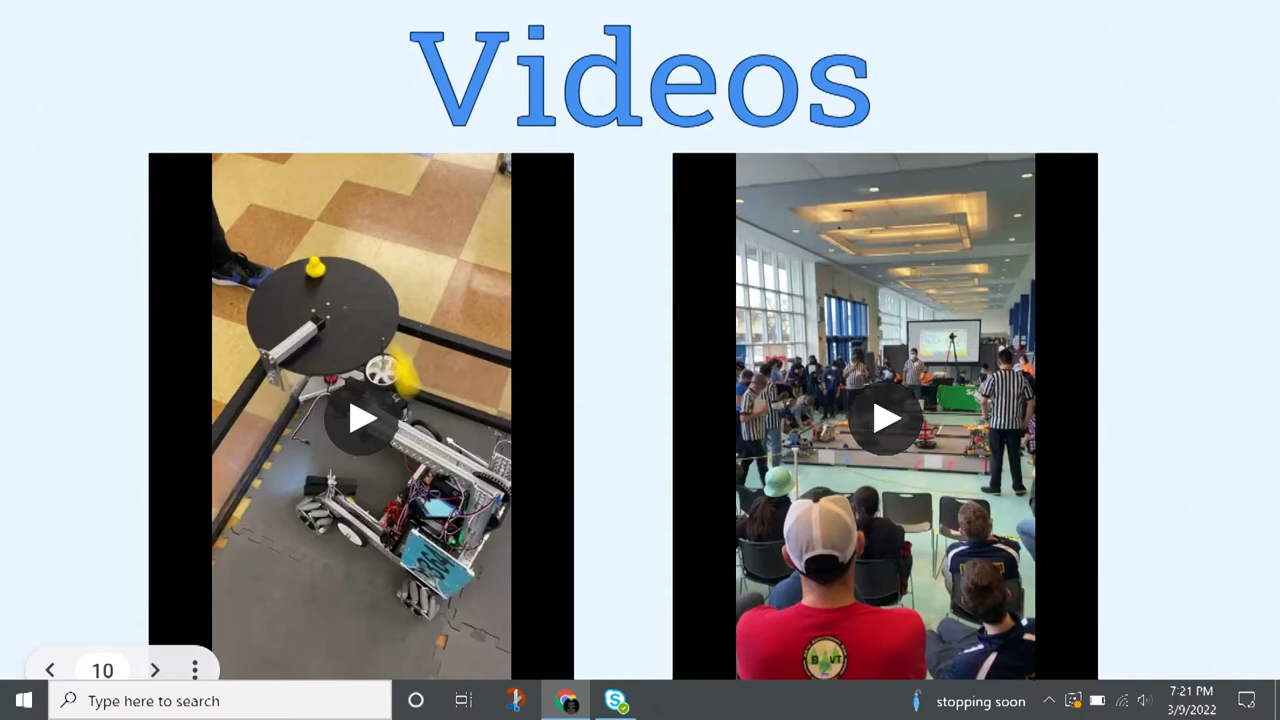 Videos
10
Type here to search
stopping soon
7:21 PM
3/9/2022